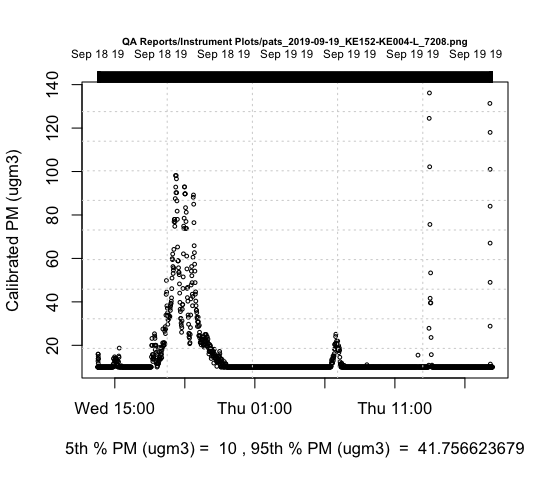 QA Reports/Instrument Plots/pats_2019-09-19_KE152-KE004-L_7208.png
Sep 18 19 Sep 18 19 Sep 18 19 Sep 19 19 Sep 19 19 Sep 19 19 Sep 19 19
140
120
100
80
60
40
20
Calibrated PM (ugm3)
Wed 15:00 Thu 01:00 Thu 11:00
5th % PM (ugm3) = 10 , 95th % PM (ugm3) = 41.756623679